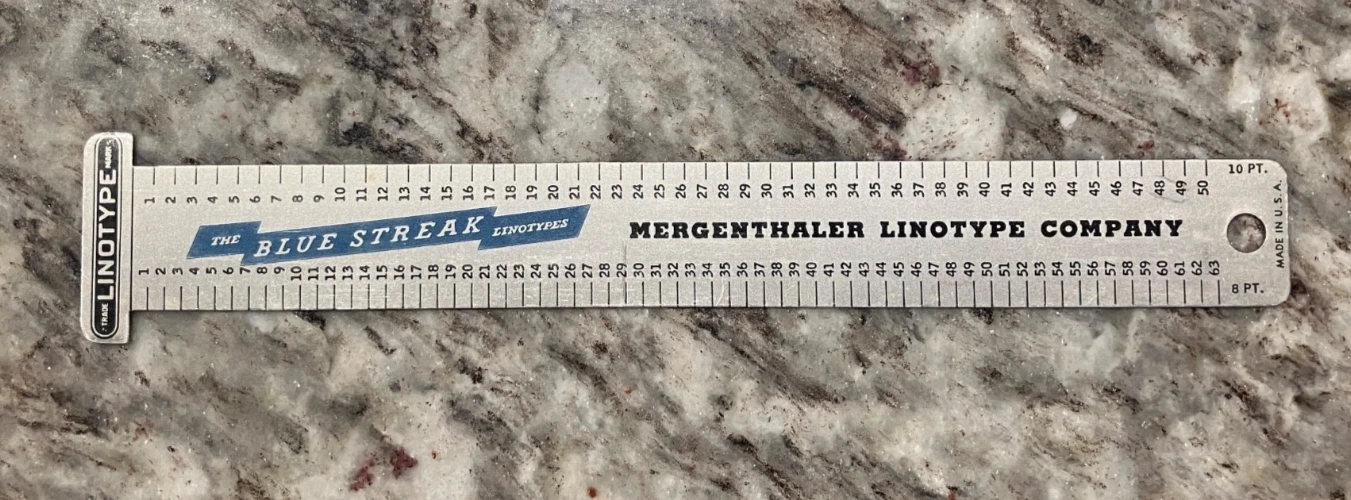 TRADE LINOTYPE MARK
1 2 3 4 5 6 7 8 9 10 11 12 13 14 15 16 17 18 19 20 21 22 23 24 25 26 27 28 29 30 31 32 33 34 35 36 37 38 39 40 41 42 43 44 45 46 47 48 49 50
10 PT.
THE BLUE STREAK LINOTYPES
MERGENTHALER LINOTYPE COMPANY
MADE IN U.S.A.
1 2 3 4 5 6 7 8 9 10 11 12 13 14 15 16 17 18 19 20 21 22 23 24 25 26 27 28 29 30 31 32 33 34 35 36 37 38 39 40 41 42 43 44 45 46 47 48 49 50 51 52 53 54 55 56 57 58 59 60 61 62 63
8 PT.